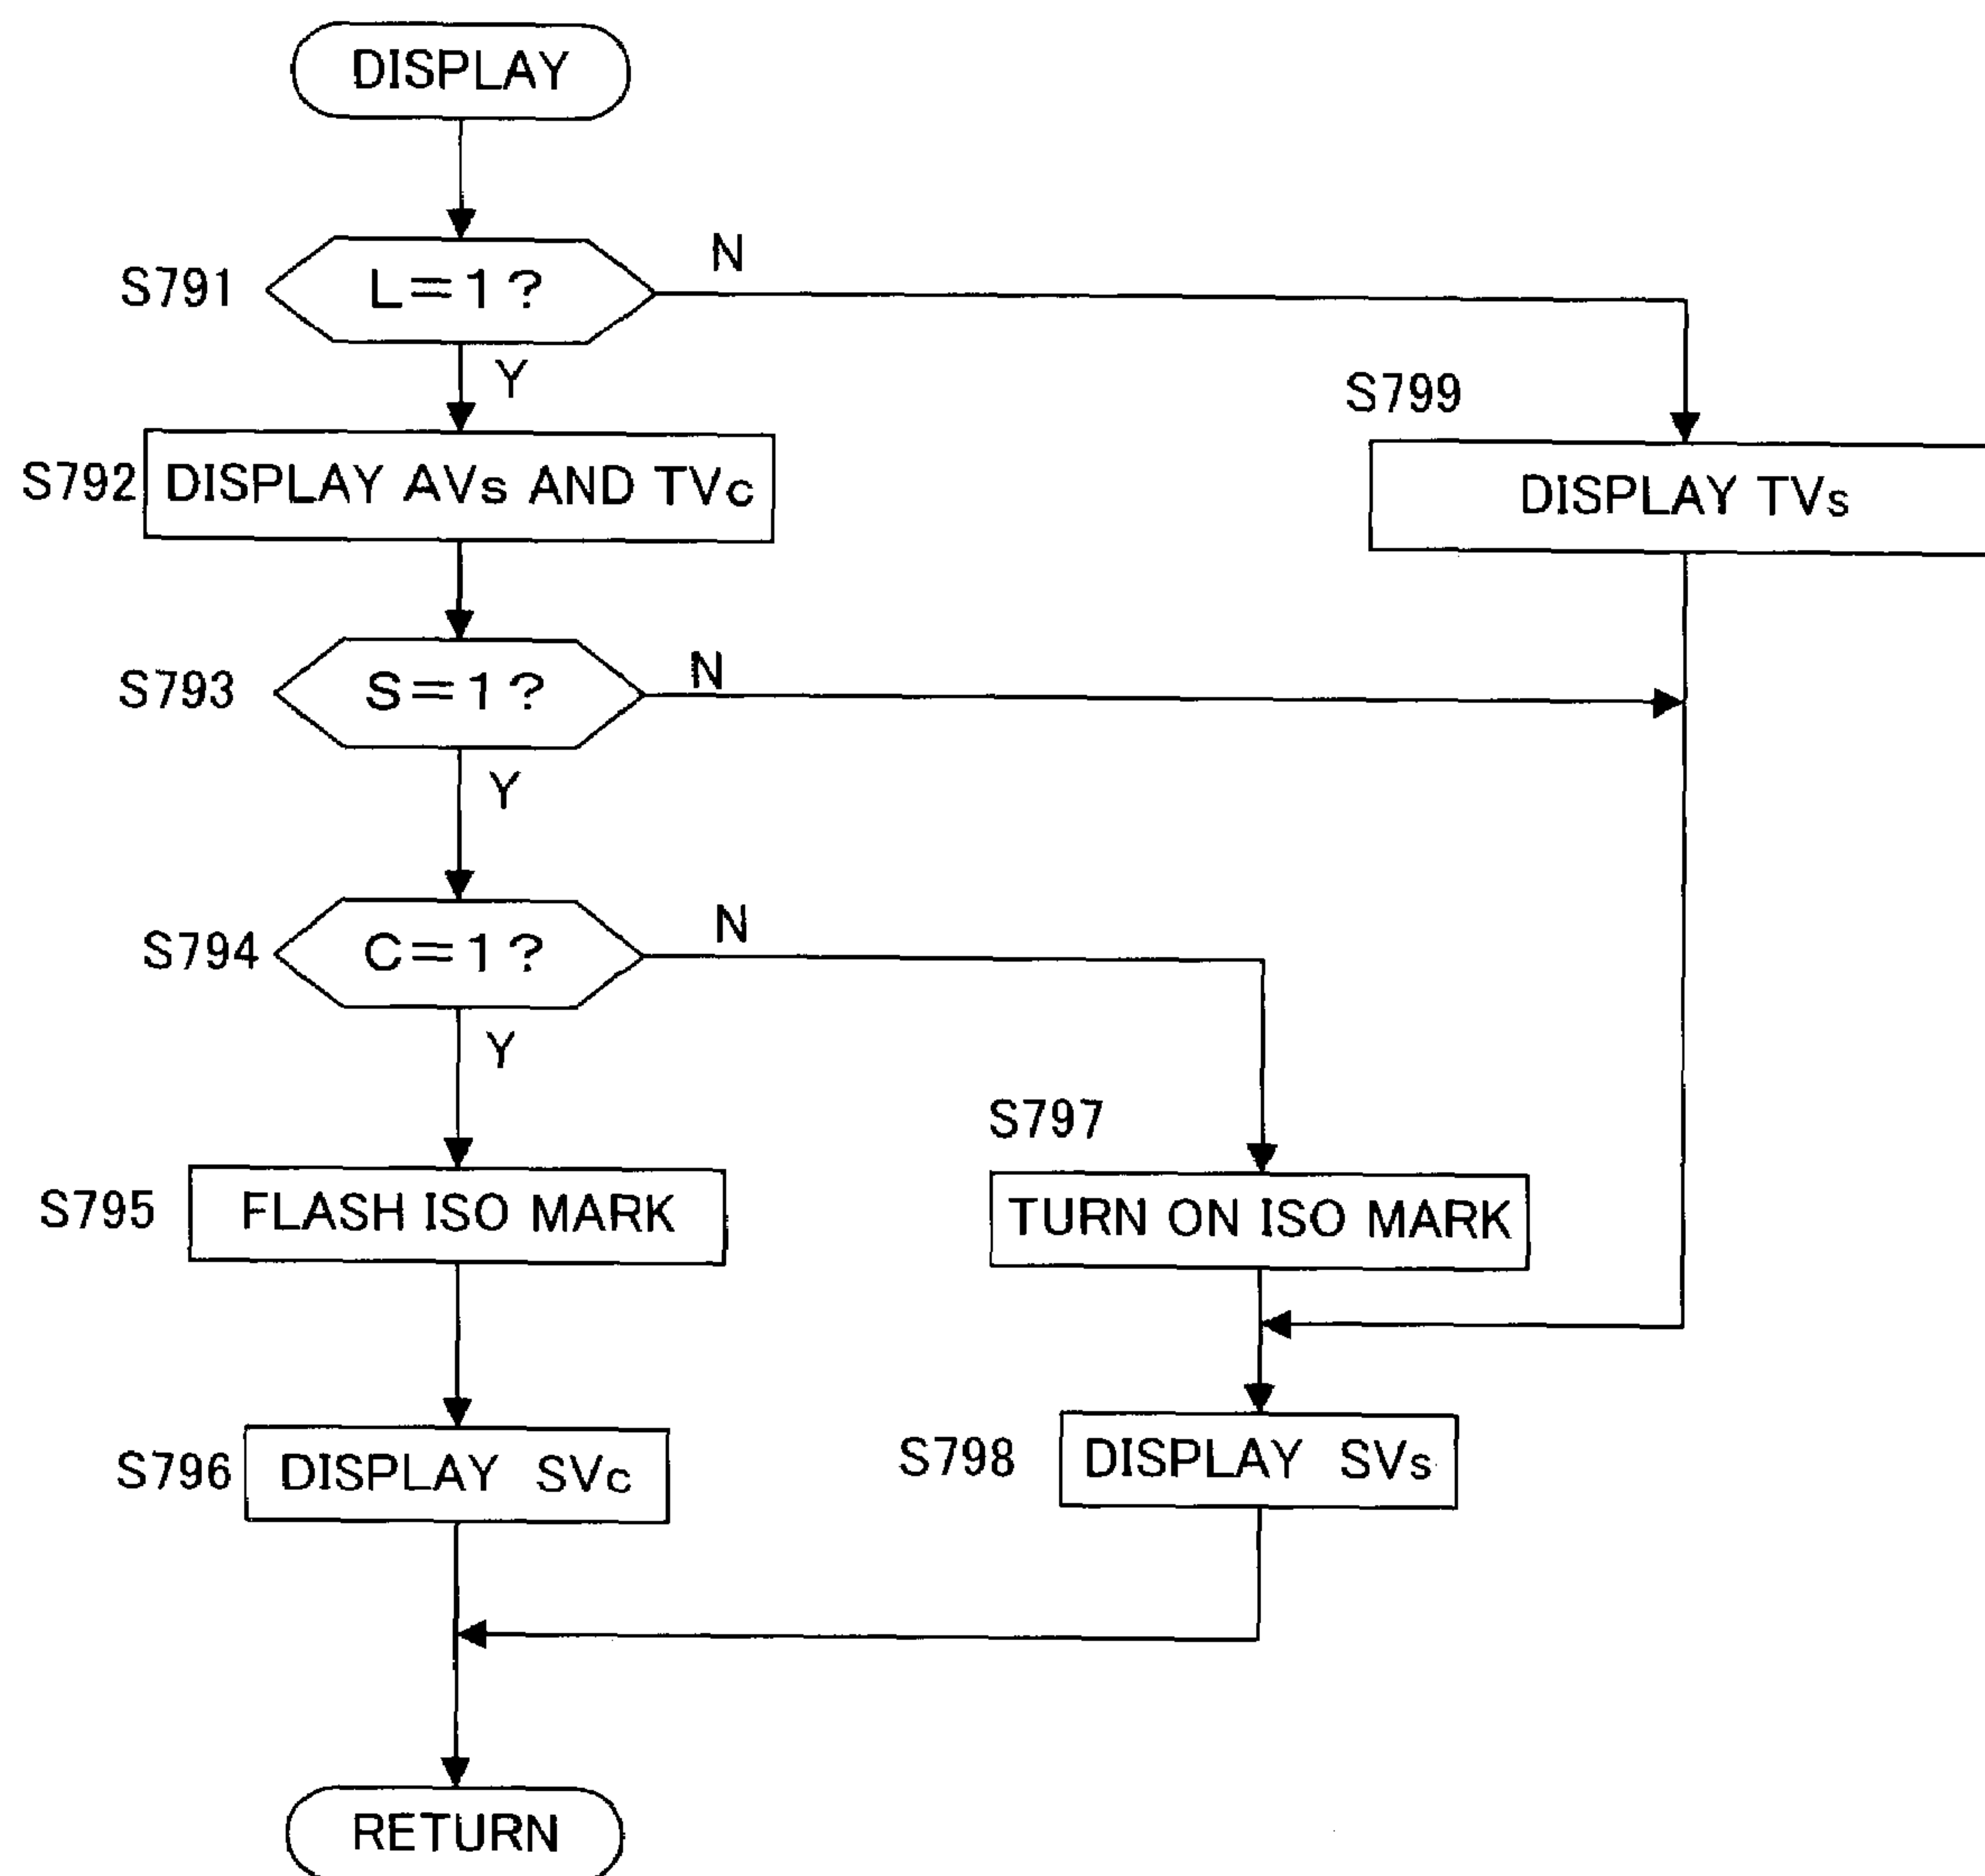 DISPLAY
S791
L=1?
N
Y
S799
S792
DISPLAY AVs AND TVc
DISPLAY TVs
S793
S=1?
N
Y
S794
C=1?
N
Y
S797
S795
FLASH ISO MARK
TURN ON ISO MARK
S796
DISPLAY SVc
S798
DISPLAY SVs
RETURN